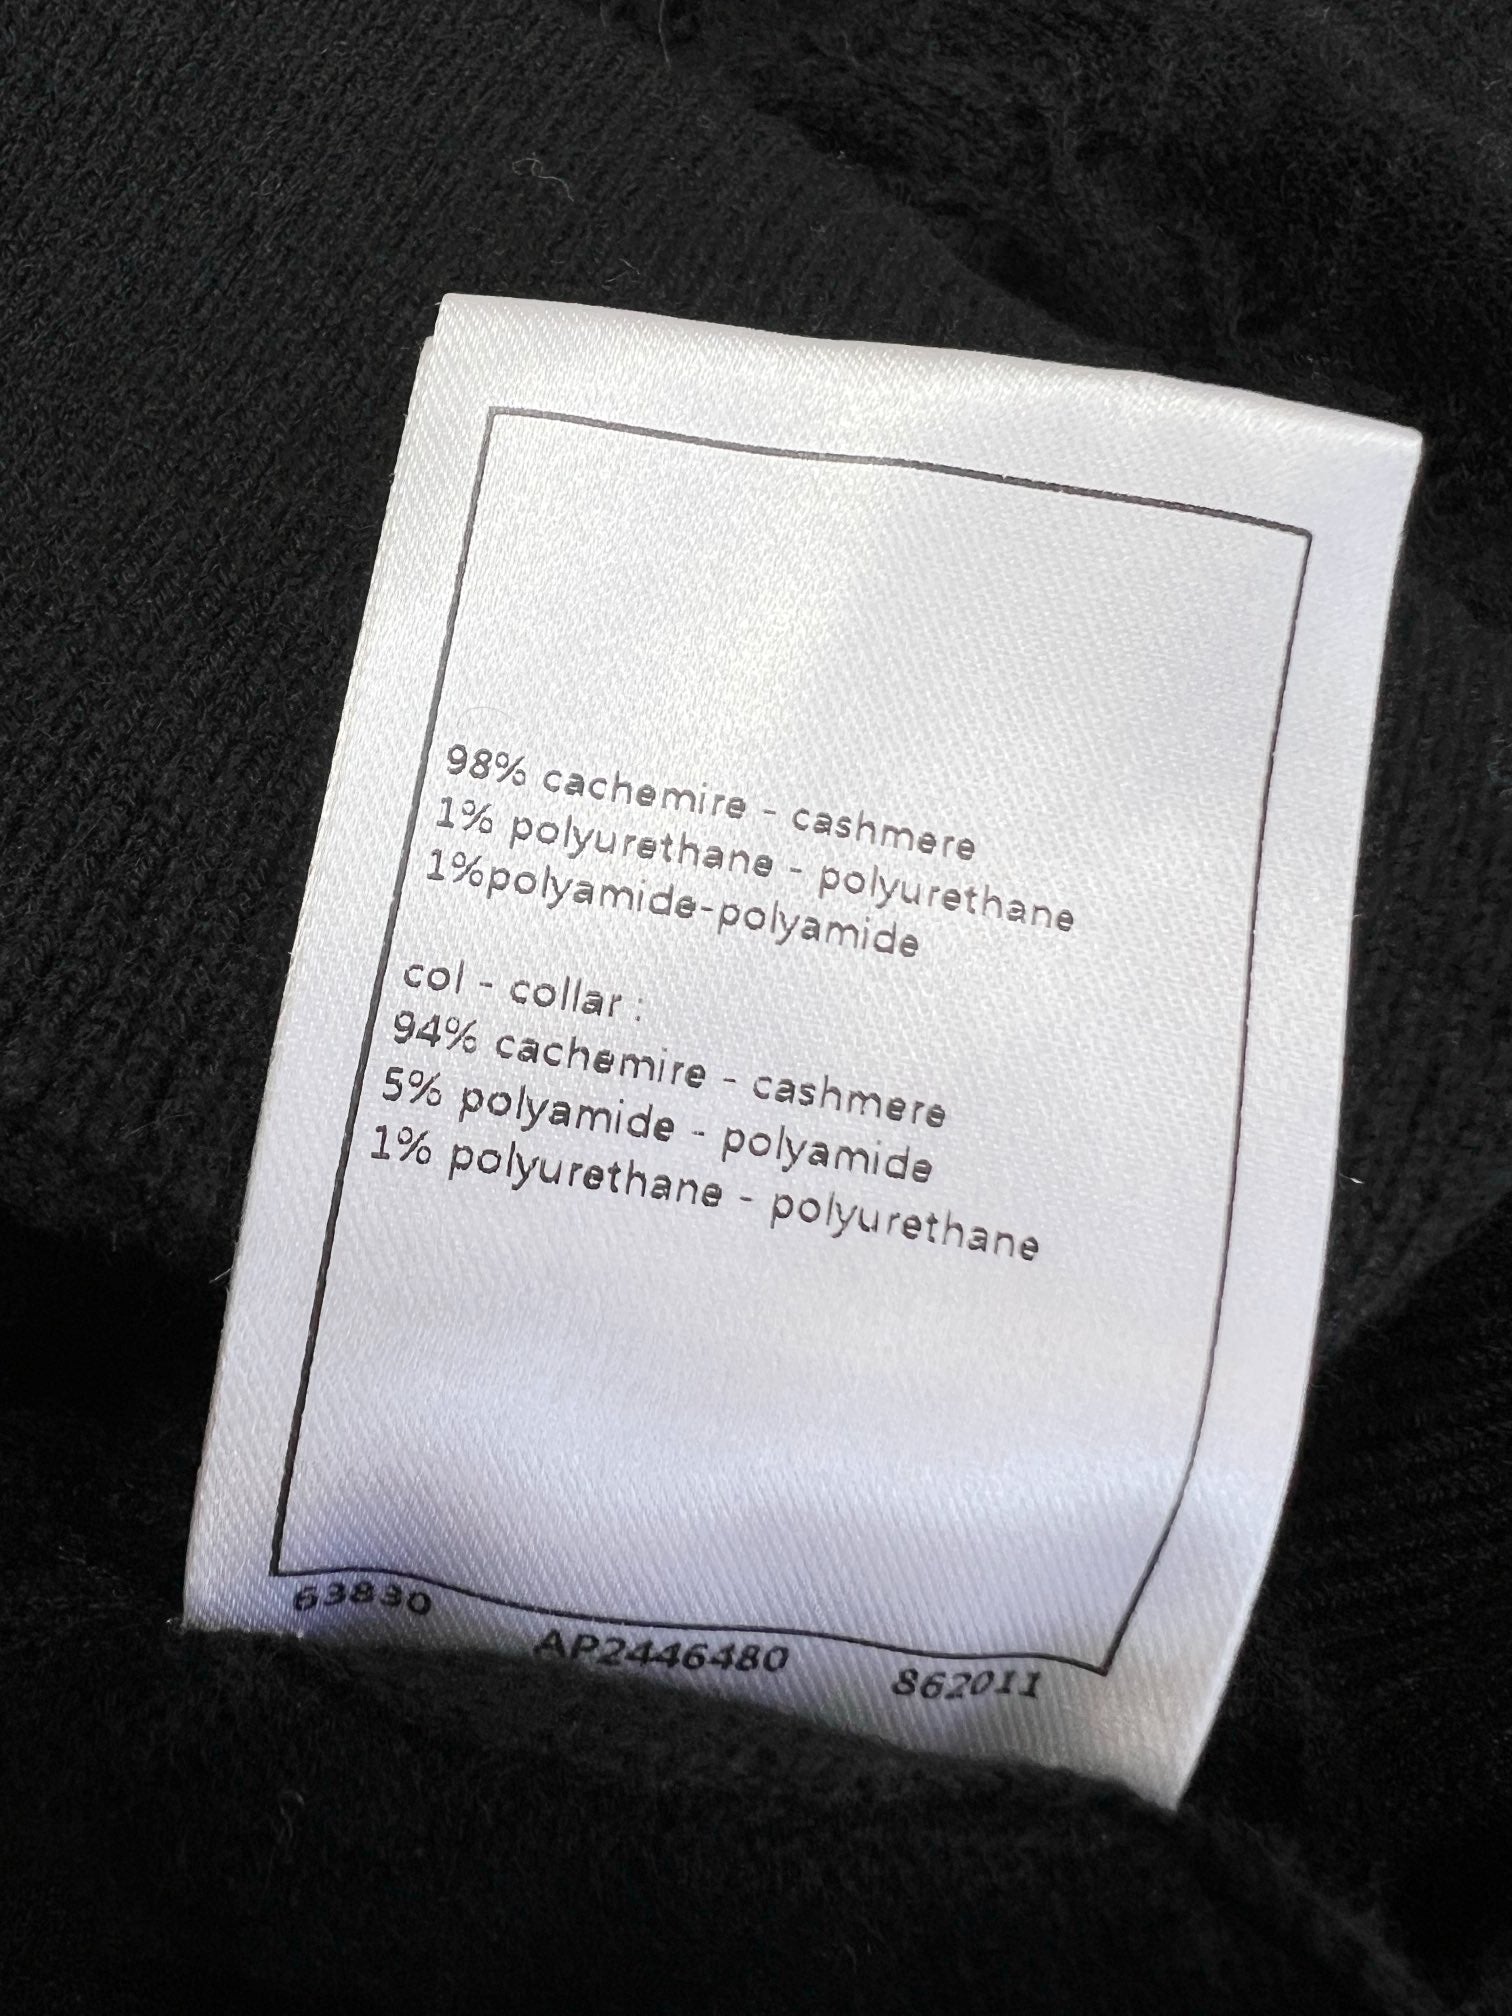 98% cachemire - cashmere
1% polyurethane - polyurethane
1%polyamide-polyamide
col - collar :
94% cachemire - cashmere
5% polyamide - polyamide
1% polyurethane - polyurethane
63830
AP2446480
862011